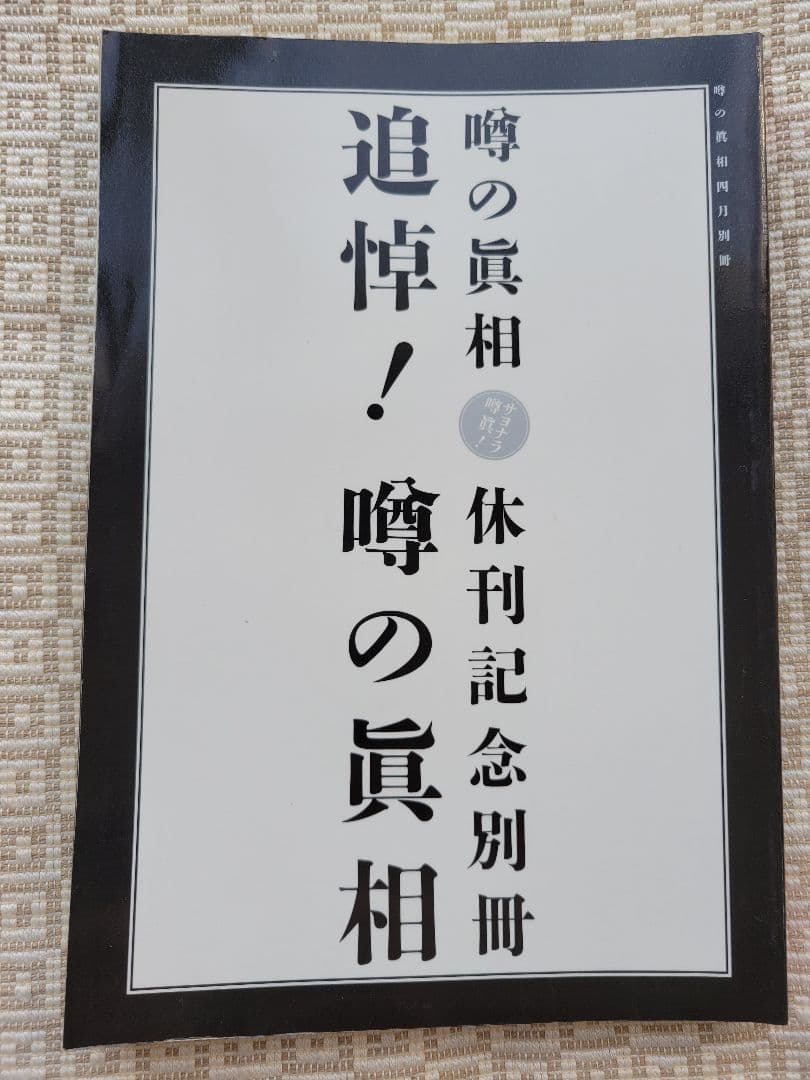 噂の眞相四月別冊
噂の眞相 休刊記念別冊
サヨナラ
噂眞!
追悼!噂の眞相